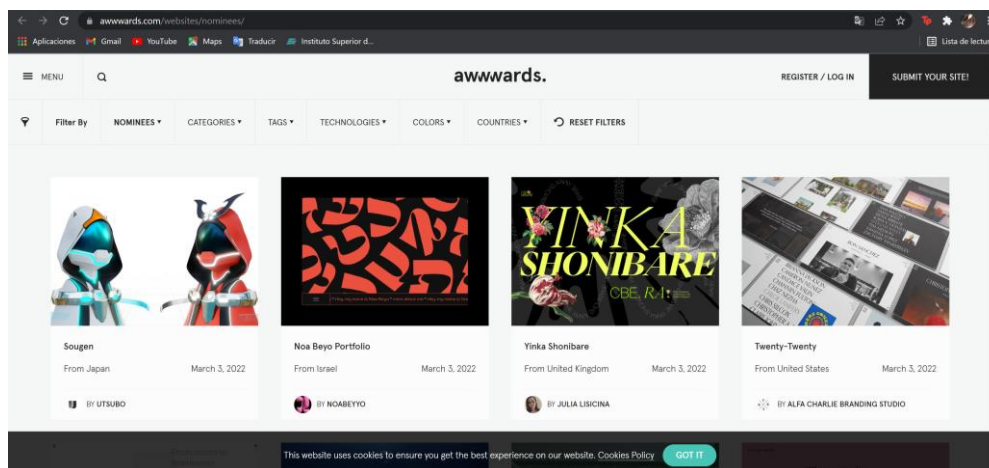 awwwards.com/websites/nominees/
Aplicaciones Gmail YouTube Maps Traducir Instituto Superior d... Lista de lectur
MENU awwwards. REGISTER / LOG IN SUBMIT YOUR SITE!
Filter By NOMINEES CATEGORIES TAGS TECHNOLOGIES COLORS COUNTRIES RESET FILTERS
YINKA
SHONIBARE
CBE, RA
Sougen Noa Beyo Portfolio Yinka Shonibare Twenty-Twenty
From Japan March 3, 2022 From Israel March 3, 2022 From United Kingdom March 3, 2022 From United States March 3, 2022
BY UTSUBO BY NOABEYYO BY JULIA LISICINA BY ALFA CHARLIE BRANDING STUDIO
This website uses cookies to ensure you get the best experience on our website. Cookies Policy GOT IT